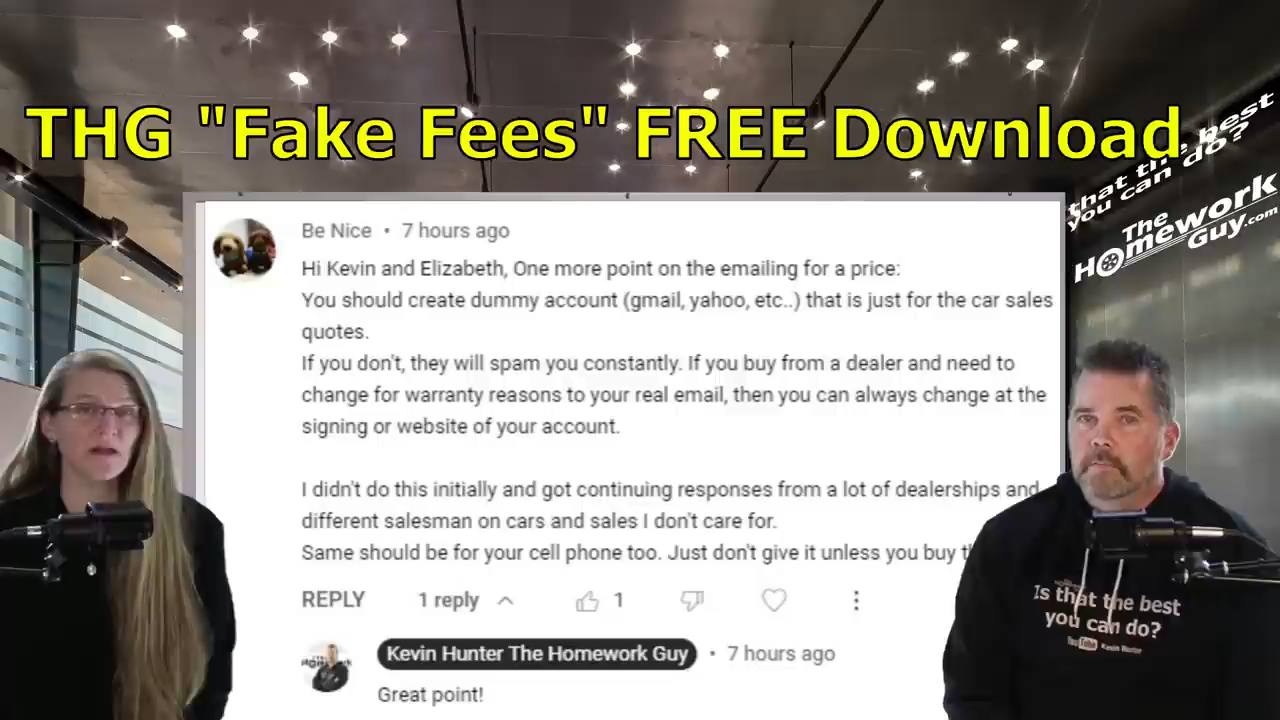 THG "Fake Fees" FREE Download
that the best
you can do?
The
Homework
Guy.com
Be Nice • 7 hours ago
Hi Kevin and Elizabeth, One more point on the emailing for a price:
You should create dummy account (gmail, yahoo, etc..) that is just for the car sales
quotes.
If you don't, they will spam you constantly. If you buy from a dealer and need to
change for warranty reasons to your real email, then you can always change at the
signing or website of your account.
I didn't do this initially and got continuing responses from a lot of dealerships and
different salesman on cars and sales I don't care for.
Same should be for your cell phone too. Just don't give it unless you buy
REPLY 1 reply 1
Kevin Hunter The Homework Guy • 7 hours ago
Great point!
Is that the best
you can do?
YouTube Kevin Hunter